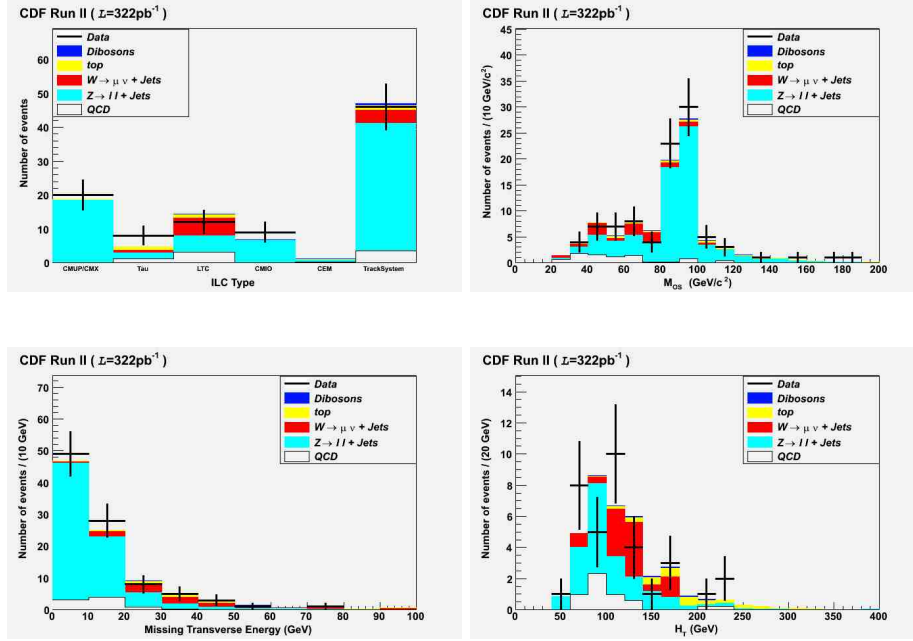 CDF Run II ( L=322pb⁻¹ )
Number of events
60
50
40
30
20
10
0
Data
Dibosons
top
W → μ ν + Jets
Z → l l + Jets
QCD
CMUP/CMX Tau LTC CMIO CEM TrackSystem
ILC Type
CDF Run II ( L=322pb⁻¹ )
Number of events / (10 GeV/c²)
45
40
35
30
25
20
15
10
5
0
Data
Dibosons
top
W → μ ν + Jets
Z → l l + Jets
QCD
0 20 40 60 80 100 120 140 160 180 200
M_OS (GeV/c²)
CDF Run II ( L=322pb⁻¹ )
Number of events / (10 GeV)
70
60
50
40
30
20
10
0
Data
Dibosons
top
W → μ ν + Jets
Z → l l + Jets
QCD
0 10 20 30 40 50 60 70 80 90 100
Missing Transverse Energy (GeV)
CDF Run II ( L=322pb⁻¹ )
Number of events / (20 GeV)
14
12
10
8
6
4
2
0
Data
Dibosons
top
W → μ ν + Jets
Z → l l + Jets
QCD
0 50 100 150 200 250 300 350 400
H_T (GeV)